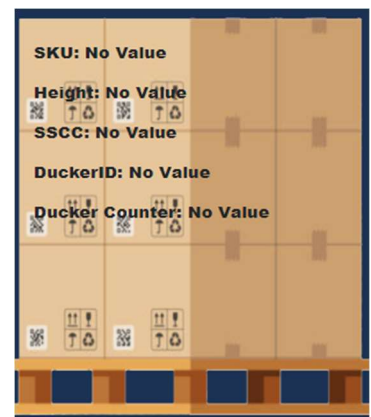 SKU: No Value
Height: No Value
SSCC: No Value
DuckerID: No Value
Ducker Counter: No Value